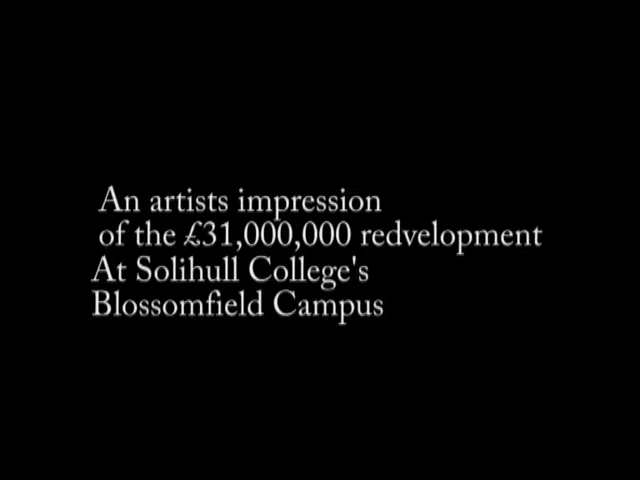 An artists impression
of the £31,000,000 redvelopment
At Solihull College's
Blossomfield Campus